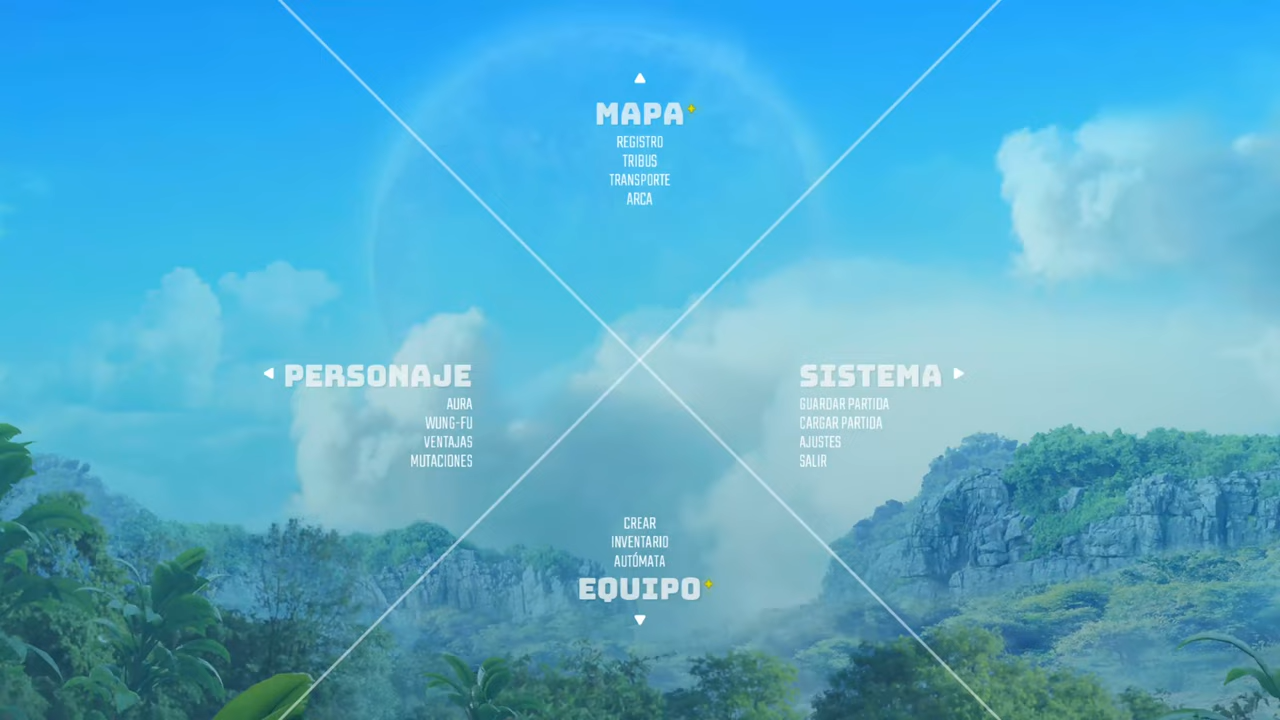 MAPA
REGISTRO
TRIBUS
TRANSPORTE
ARCA
PERSONAJE
AURA
WUNG-FU
VENTAJAS
MUTACIONES
SISTEMA
GUARDAR PARTIDA
CARGAR PARTIDA
AJUSTES
SALIR
CREAR
INVENTARIO
AUTÓMATA
EQUIPO